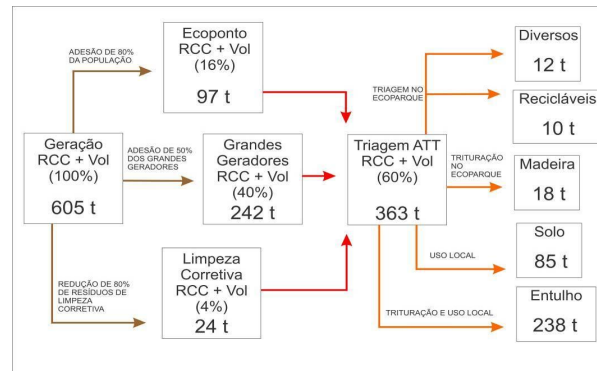 ADESÃO DE 80%
DA POPULAÇÃO
Ecoponto
RCC + Vol
(16%)
97 t
Geração
RCC + Vol
(100%)
605 t
ADESÃO DE 50%
DOS GRANDES
GERADORES
Grandes
Geradores
RCC + Vol
(40%)
242 t
REDUÇÃO DE 80%
DE RESÍDUOS DE
LIMPEZA
CORRETIVA
Limpeza
Corretiva
RCC + Vol
(4%)
24 t
Triagem ATT
RCC + Vol
(60%)
363 t
TRIAGEM NO
ECOPARQUE
Diversos
12 t
Recicláveis
10 t
TRITURAÇÃO
NO
ECOPARQUE
Madeira
18 t
USO LOCAL
Solo
85 t
TRITURAÇÃO E USO LOCAL
Entulho
238 t